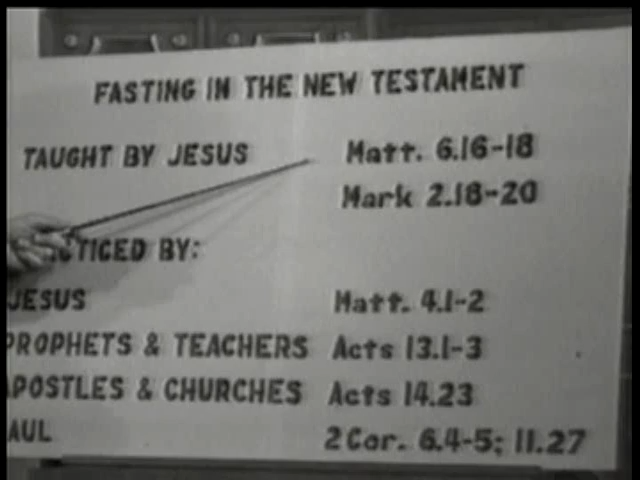 FASTING IN THE NEW TESTAMENT
TAUGHT BY JESUS Matt. 6.16-18
Mark 2.18-20
TICED BY:
JESUS Matt. 4.1-2
PROPHETS & TEACHERS Acts 13.1-3
APOSTLES & CHURCHES Acts 14.23
AUL 2 Cor. 6.4-5; 11.27